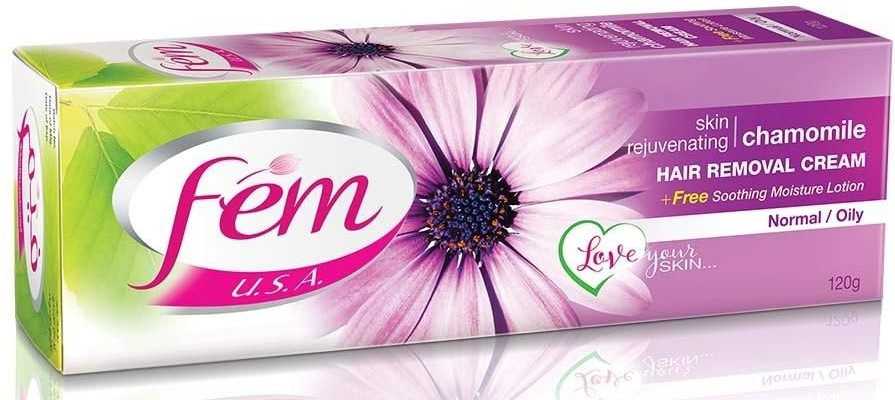 fem
U.S.A.
skin
rejuvenating
chamomile
HAIR REMOVAL CREAM
+Free Soothing Moisture Lotion
Normal / Oily
Love your
SKIN...
120g